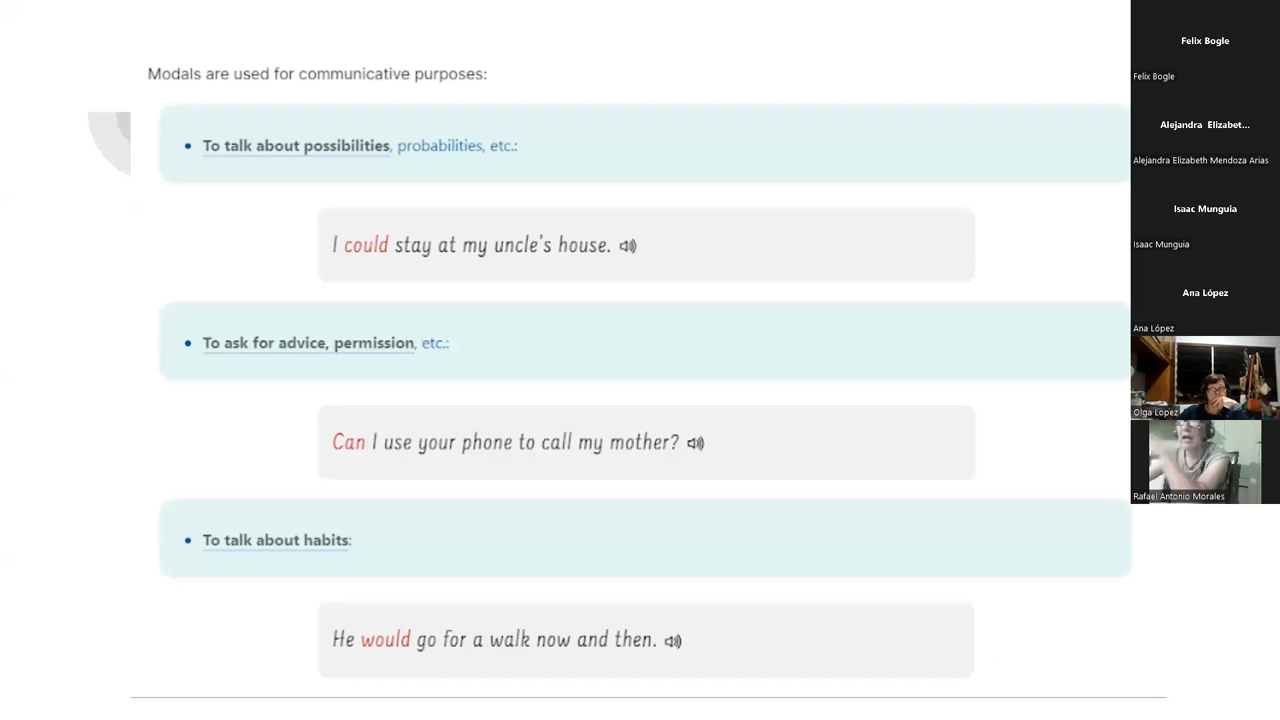 Modals are used for communicative purposes:
• To talk about possibilities, probabilities, etc.:
I could stay at my uncle's house.
• To ask for advice, permission, etc.:
Can I use your phone to call my mother?
• To talk about habits:
He would go for a walk now and then.
Felix Bogle
Felix Bogle
Alejandra Elizabet...
Alejandra Elizabeth Mendoza Arias
Isaac Munguia
Isaac Munguia
Ana López
Ana López
Olga Lopez
Rafael Antonio Morales